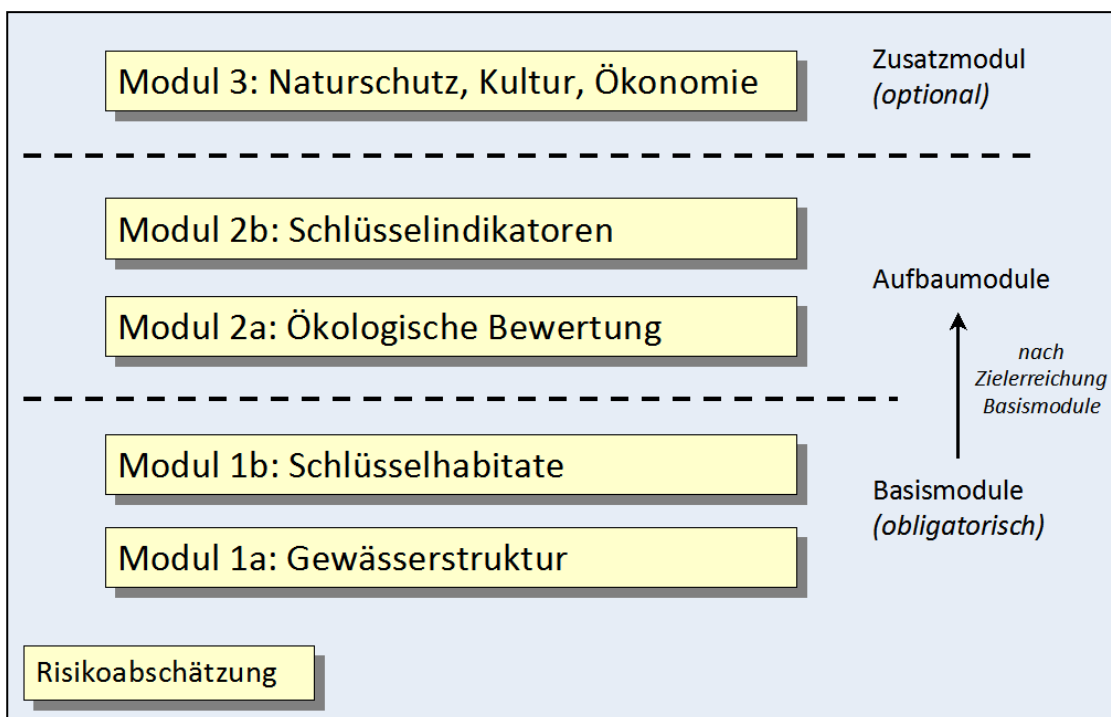 Modul 3: Naturschutz, Kultur, Ökonomie
Zusatzmodul
(optional)
Modul 2b: Schlüsselindikatoren
Modul 2a: Ökologische Bewertung
Aufbaumodule
nach
Zielerreichung
Basismodule
Modul 1b: Schlüsselhabitate
Modul 1a: Gewässerstruktur
Basismodule
(obligatorisch)
Risikoabschätzung